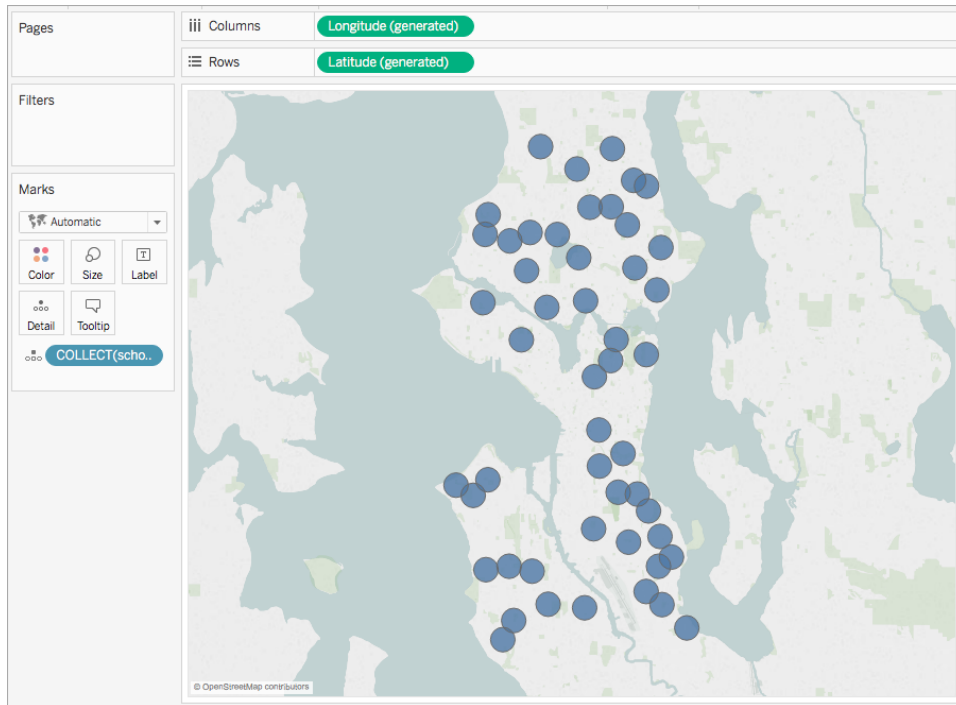 Pages
iii Columns
Longitude (generated)
Rows
Latitude (generated)
Filters
Marks
Automatic
Color
Size
T
Label
Detail
Tooltip
COLLECT(scho..
© OpenStreetMap contributors